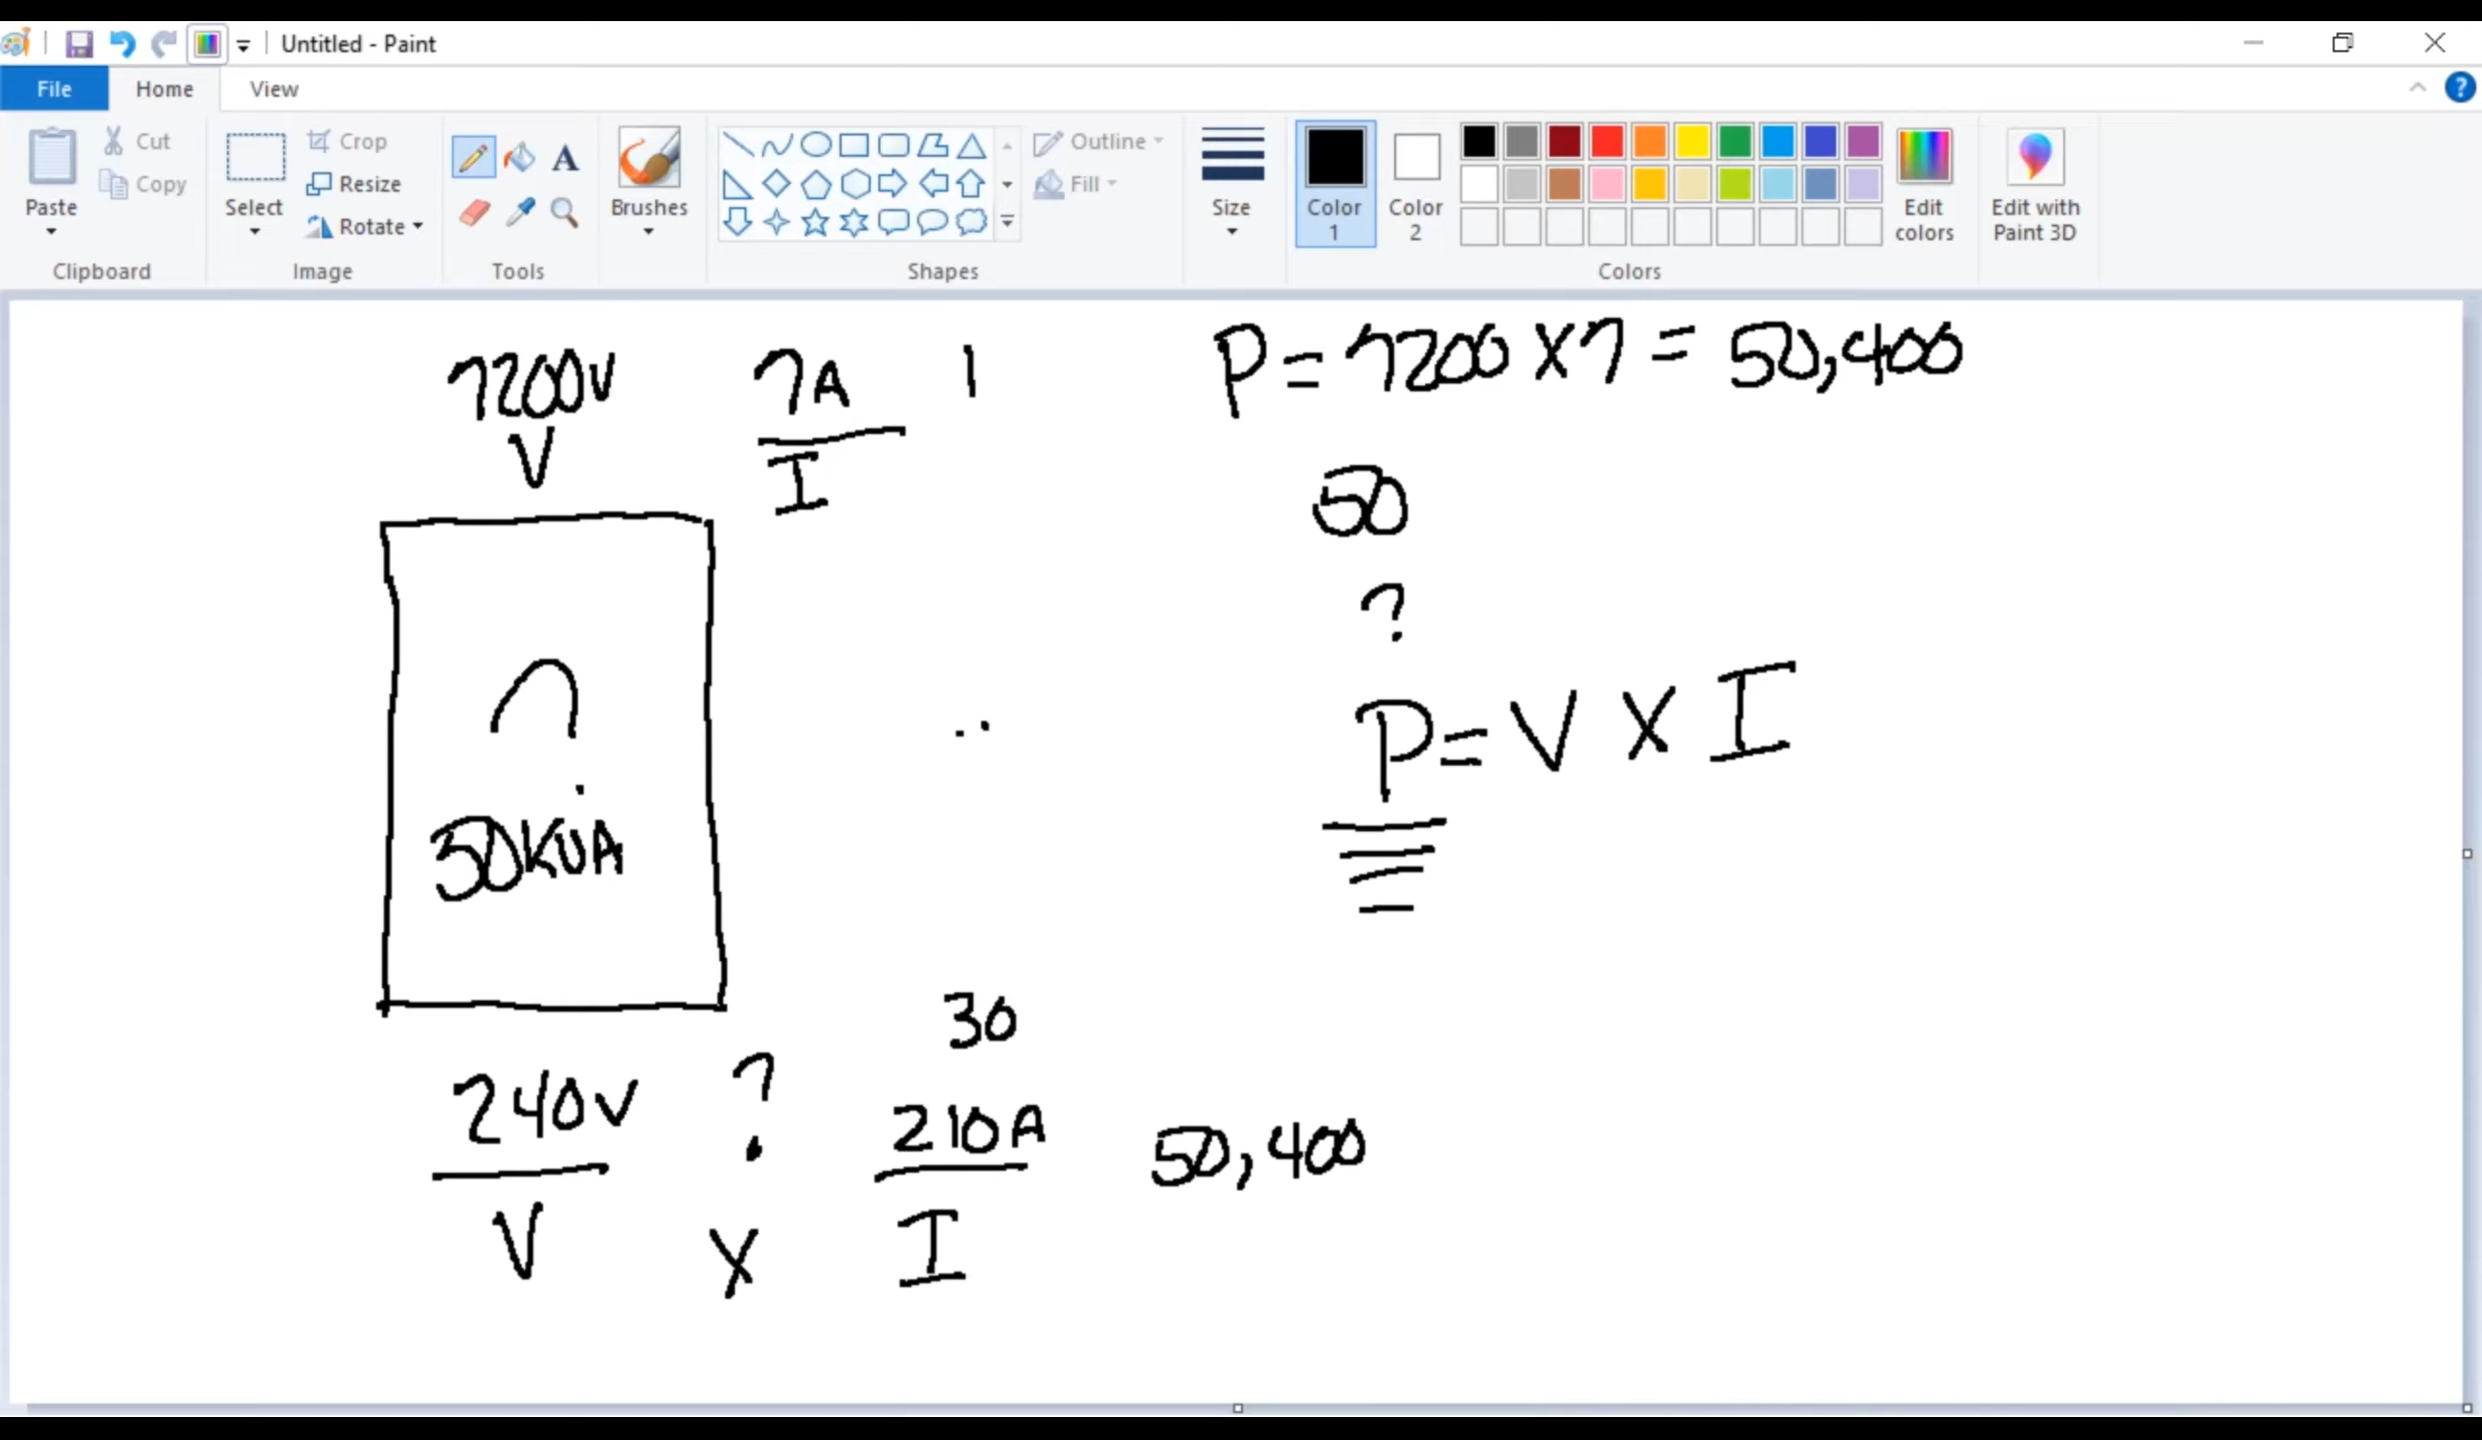 Untitled - Paint
File Home View
Paste Cut Copy Clipboard
Select Crop Resize Rotate Image
Tools
Brushes
Shapes Outline Fill
Size
Color 1 Color 2 Edit colors Colors
Edit with Paint 3D
7200V 7A 1
V I
P = 7200 X 7 = 50,400
50
?
P = V X I
?
50KVA
30
240V ? 210A 50,400
V X I